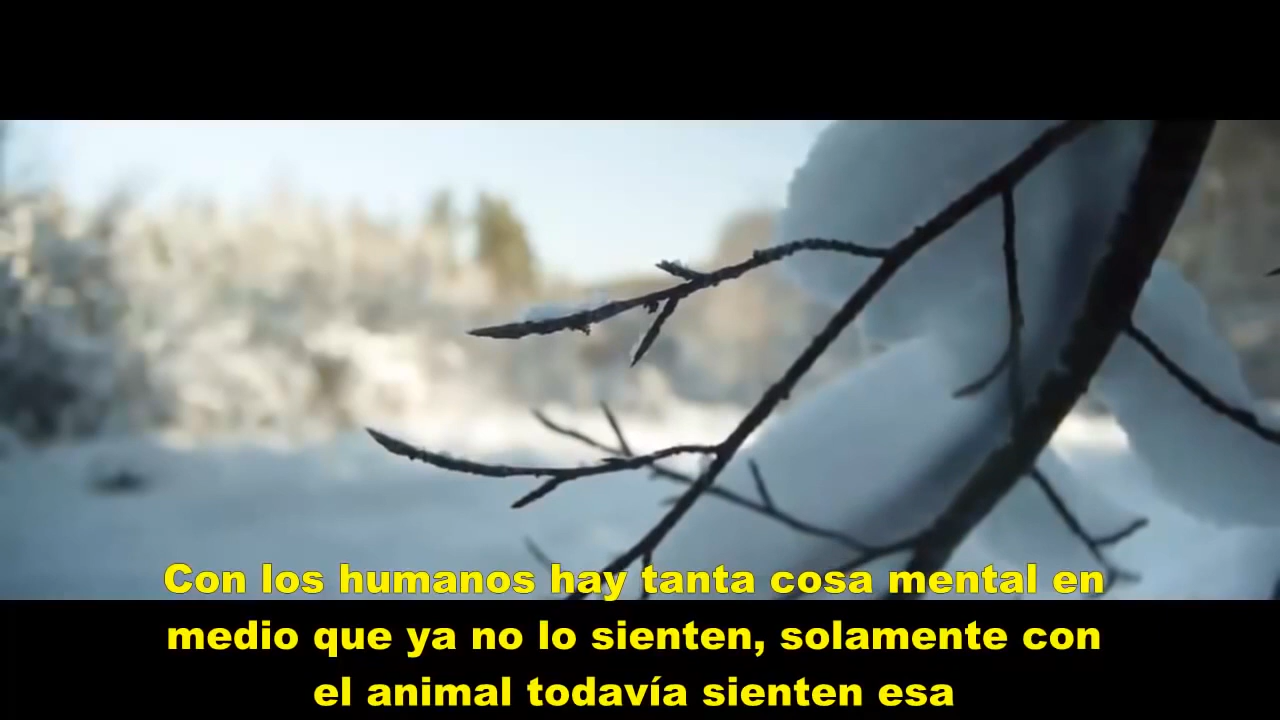 Con los humanos hay tanta cosa mental en
medio que ya no lo sienten, solamente con
el animal todavía sienten esa